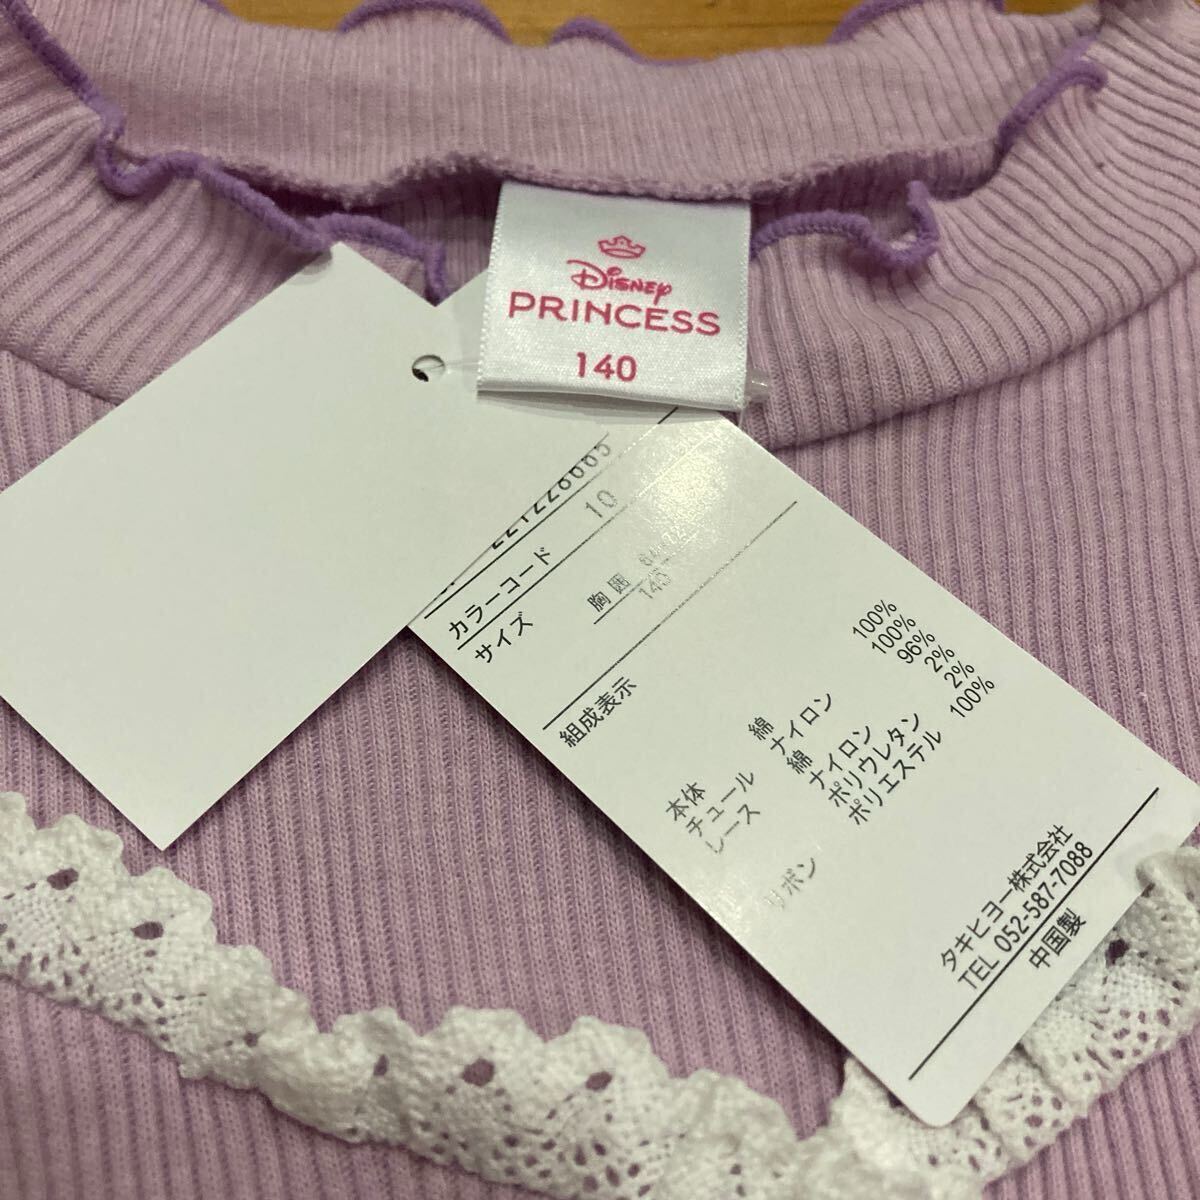 Disney
PRINCESS
140
カラーコード 10
サイズ
胸囲
140
組成表示
本体 綿 100%
チュール ナイロン 100%
レース 綿 96%
ナイロン 2%
ポリウレタン 2%
リボン ポリエステル 100%
タキヒヨー株式会社
TEL 052-587-7088
中国製